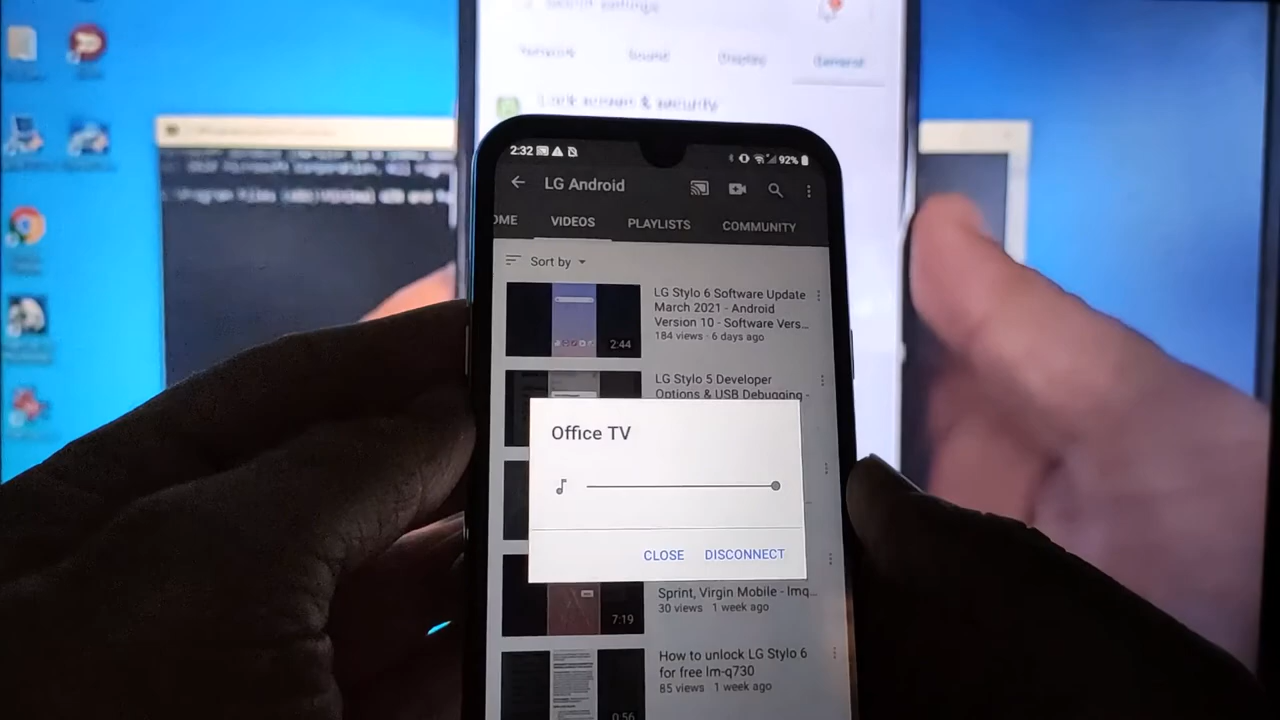 Search settings
Network
Sound
Display
General
Lock screen & security
2:32
92%
LG Android
OME
VIDEOS
PLAYLISTS
COMMUNITY
Sort by
LG Stylo 6 Software Update
March 2021 - Android
Version 10 - Software Vers...
184 views · 6 days ago
2:44
LG Stylo 5 Developer
Options & USB Debugging -
Office TV
CLOSE
DISCONNECT
Sprint, Virgin Mobile - lmq...
30 views · 1 week ago
7:19
How to unlock LG Stylo 6
for free lm-q730
85 views · 1 week ago
0:56